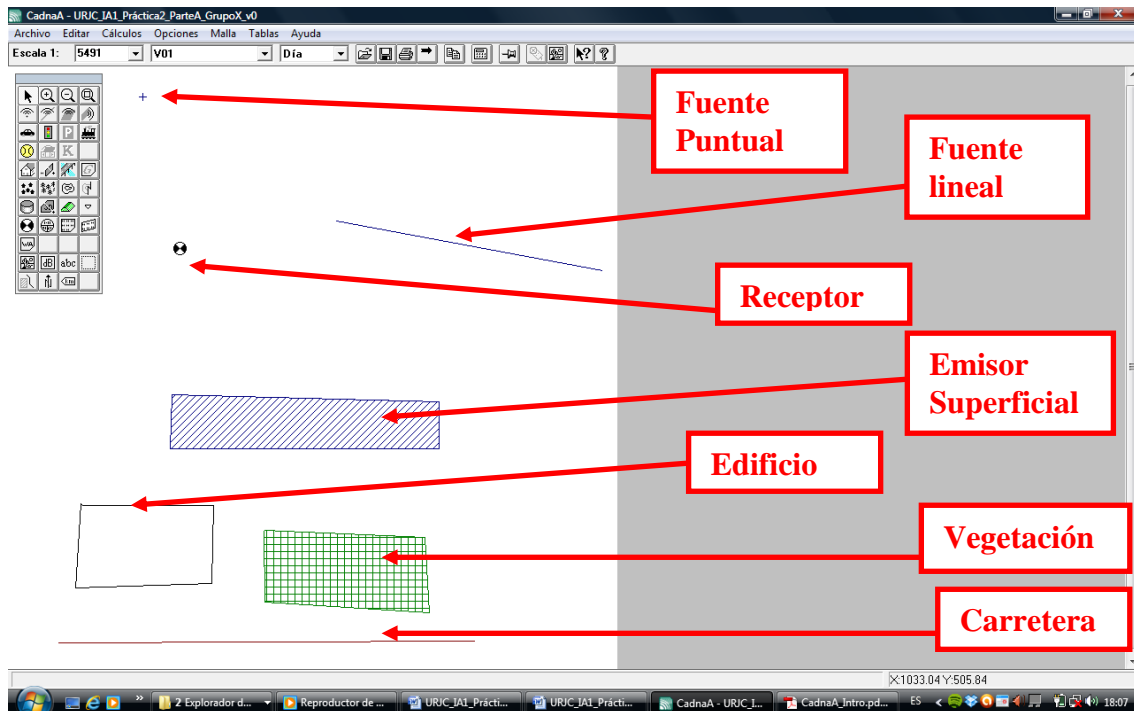 CadnaA - URJC_IA1_Práctica2_ParteA_GrupoX_v0
Archivo Editar Cálculos Opciones Malla Tablas Ayuda
Escala 1: 5491 V01 Día
Fuente
Puntual
Fuente
lineal
Receptor
Emisor
Superficial
Edificio
Vegetación
Carretera
K
dB abc
X:1033.04 Y:505.84
2 Explorador d... Reproductor de ... URJC_IA1_Prácti... URJC_IA1_Prácti... CadnaA - URJC_I... CadnaA_Intro.pd... ES 18:07